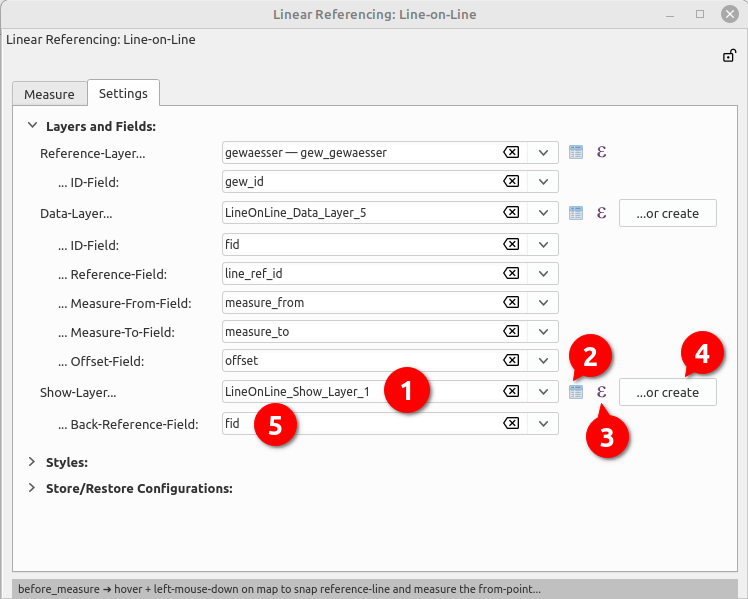 Linear Referencing: Line-on-Line
Linear Referencing: Line-on-Line
Measure Settings
Layers and Fields:
Reference-Layer... gewaesser — gew_gewaesser ε
... ID-Field: gew_id
Data-Layer... LineOnLine_Data_Layer_5 ε ...or create
... ID-Field: fid
... Reference-Field: line_ref_id
... Measure-From-Field: measure_from
... Measure-To-Field: measure_to
... Offset-Field: offset
2 4
Show-Layer... LineOnLine_Show_Layer_1 1 ε ...or create
... Back-Reference-Field: fid 5 3
Styles:
Store/Restore Configurations:
before_measure ➜ hover + left-mouse-down on map to snap reference-line and measure the from-point...